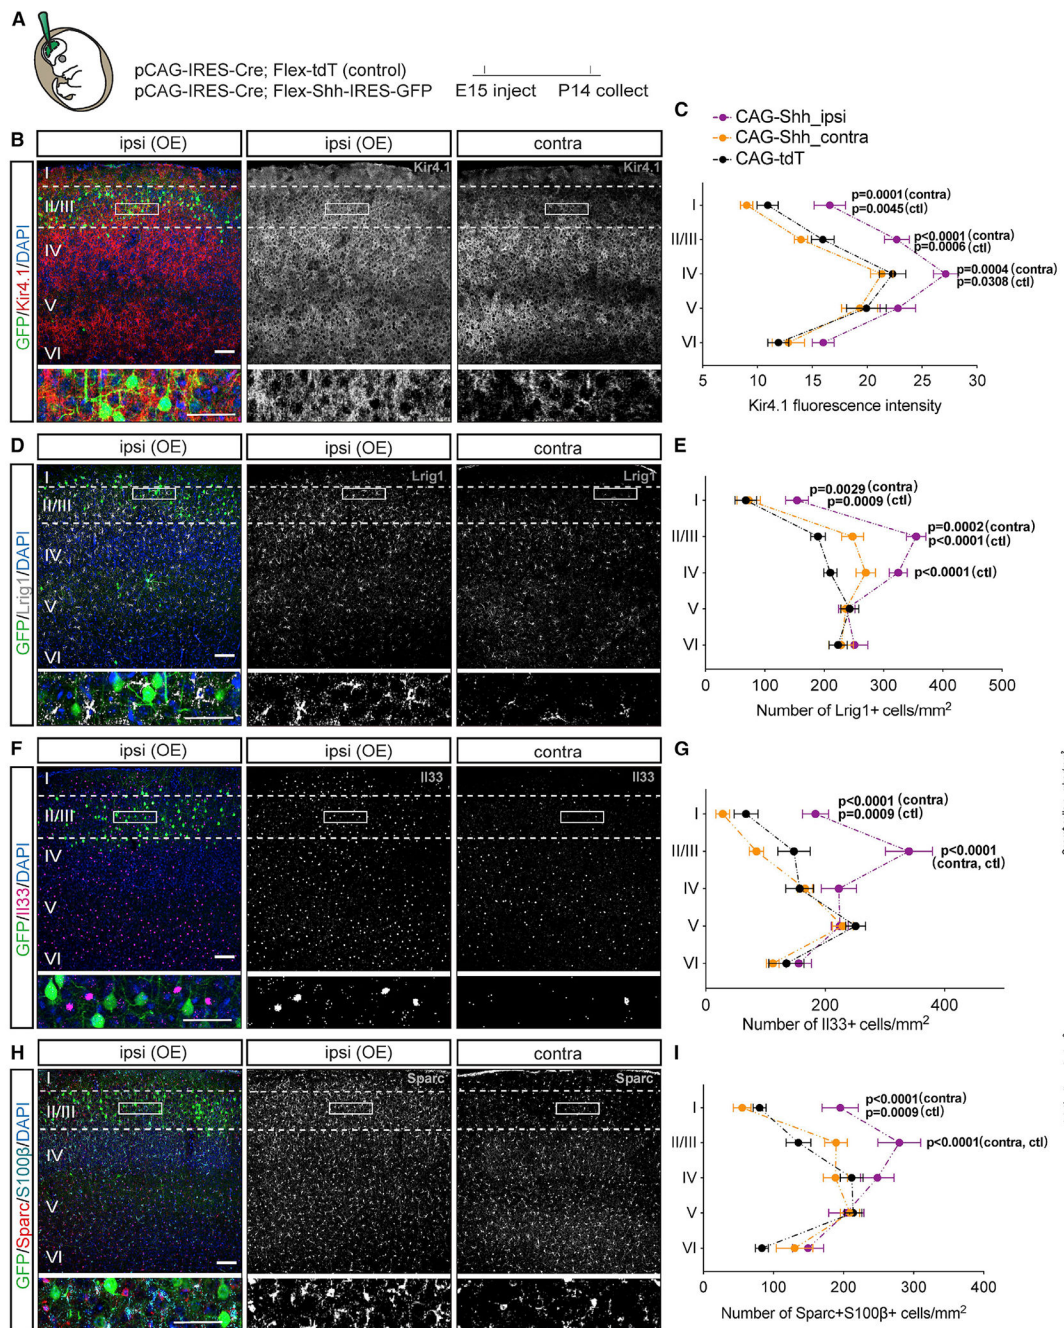 A
pCAG-IRES-Cre; Flex-tdT (control)
pCAG-IRES-Cre; Flex-Shh-IRES-GFP
E15 inject
P14 collect
B
ipsi (OE)
ipsi (OE)
contra
GFP/Kir4.1/DAPI
I
II/III
IV
V
VI
Kir4.1
Kir4.1
C
CAG-Shh_ipsi
CAG-Shh_contra
CAG-tdT
I
II/III
IV
V
VI
p=0.0001 (contra)
p=0.0045 (ctl)
p<0.0001 (contra)
p=0.0006 (ctl)
p=0.0004 (contra)
p=0.0308 (ctl)
5 10 15 20 25 30
Kir4.1 fluorescence intensity
D
ipsi (OE)
ipsi (OE)
contra
GFP/Lrig1/DAPI
I
II/III
IV
V
VI
Lrig1
Lrig1
E
I
II/III
IV
V
VI
p=0.0029 (contra)
p=0.0009 (ctl)
p=0.0002 (contra)
p<0.0001 (ctl)
p<0.0001 (ctl)
0 100 200 300 400 500
Number of Lrig1+ cells/mm²
F
ipsi (OE)
ipsi (OE)
contra
GFP/Il33/DAPI
I
II/III
IV
V
VI
Il33
Il33
G
I
II/III
IV
V
VI
p<0.0001 (contra)
p=0.0009 (ctl)
p<0.0001
(contra, ctl)
0 200 400
Number of Il33+ cells/mm²
H
ipsi (OE)
ipsi (OE)
contra
GFP/Sparc/S100β/DAPI
I
II/III
IV
V
VI
Sparc
Sparc
I
I
II/III
IV
V
VI
p<0.0001 (contra)
p=0.0009 (ctl)
p<0.0001(contra, ctl)
0 100 200 300 400
Number of Sparc+S100β+ cells/mm²